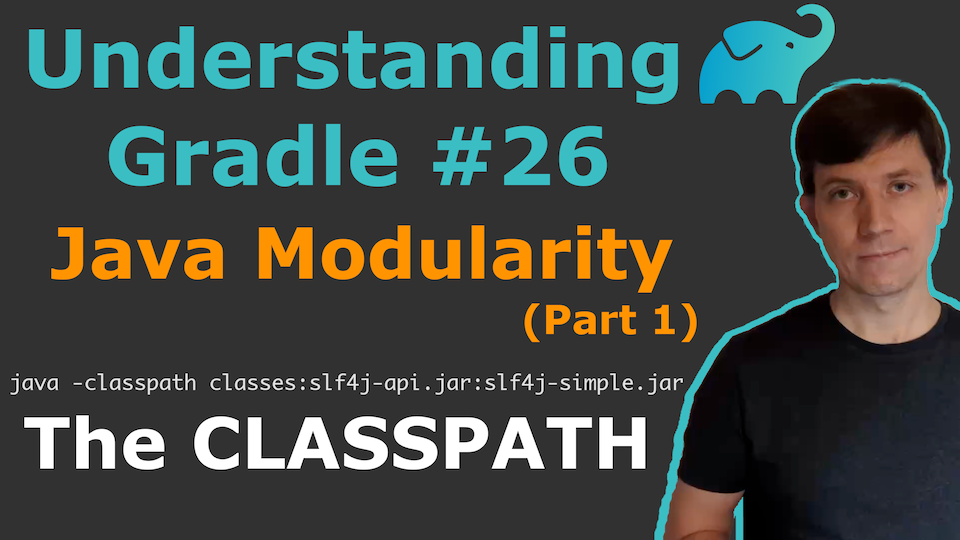 Understanding
Gradle #26
Java Modularity
(Part 1)
java -classpath classes:slf4j-api.jar:slf4j-simple.jar
The CLASSPATH